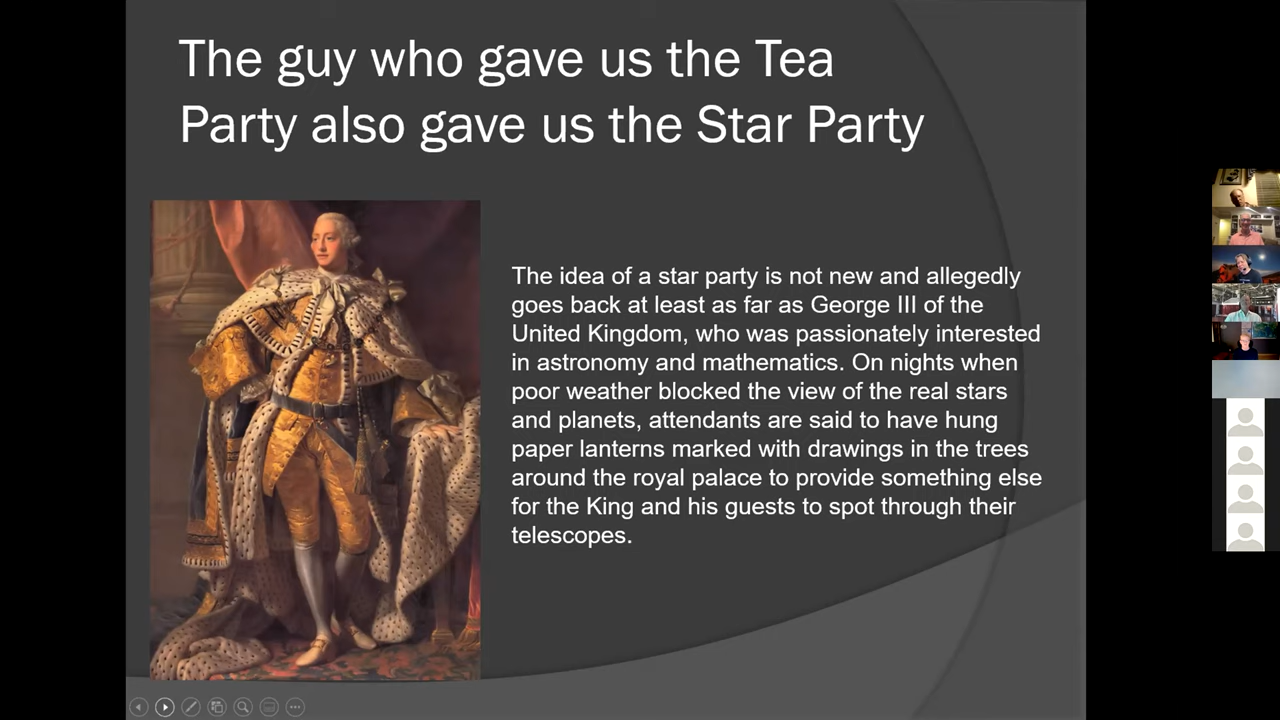 The guy who gave us the Tea
Party also gave us the Star Party
The idea of a star party is not new and allegedly
goes back at least as far as George III of the
United Kingdom, who was passionately interested
in astronomy and mathematics. On nights when
poor weather blocked the view of the real stars
and planets, attendants are said to have hung
paper lanterns marked with drawings in the trees
around the royal palace to provide something else
for the King and his guests to spot through their
telescopes.